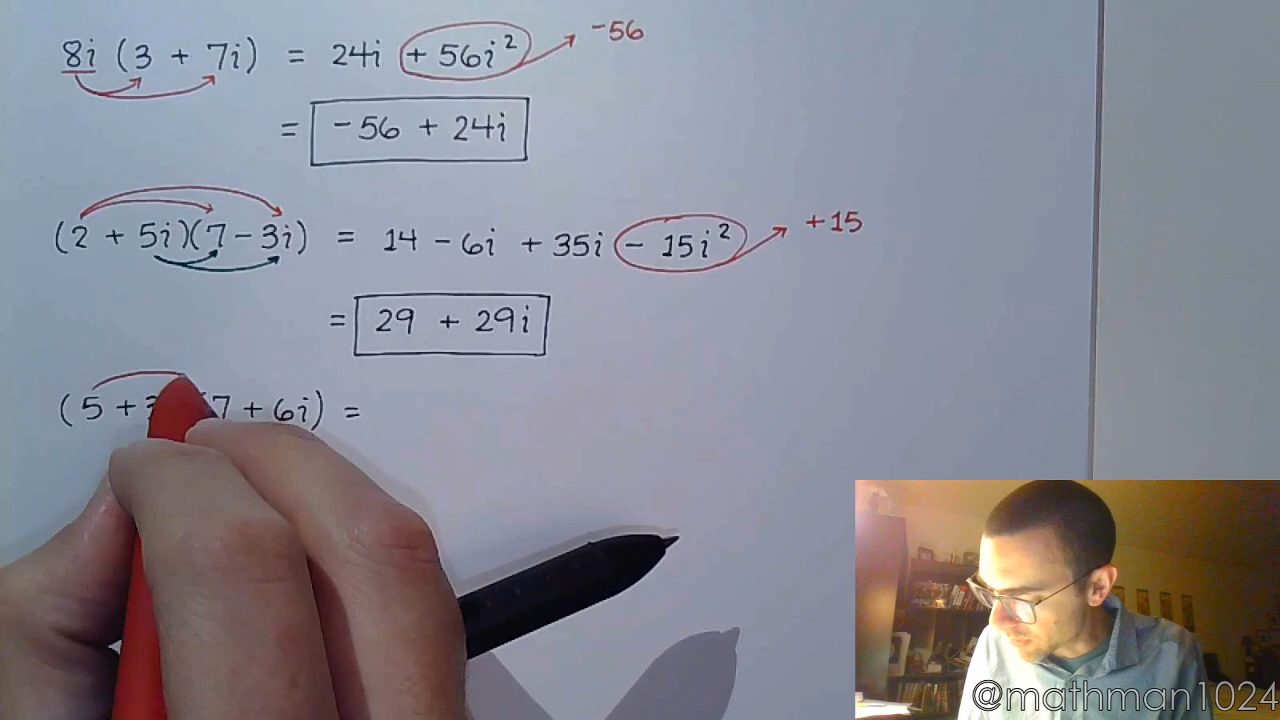 8i (3 + 7i) = 24i + 56i² → -56
= -56 + 24i
(2 + 5i)(7 - 3i) = 14 - 6i + 35i - 15i² → +15
= 29 + 29i
(5 + (7 + 6i) =
@mathman1024